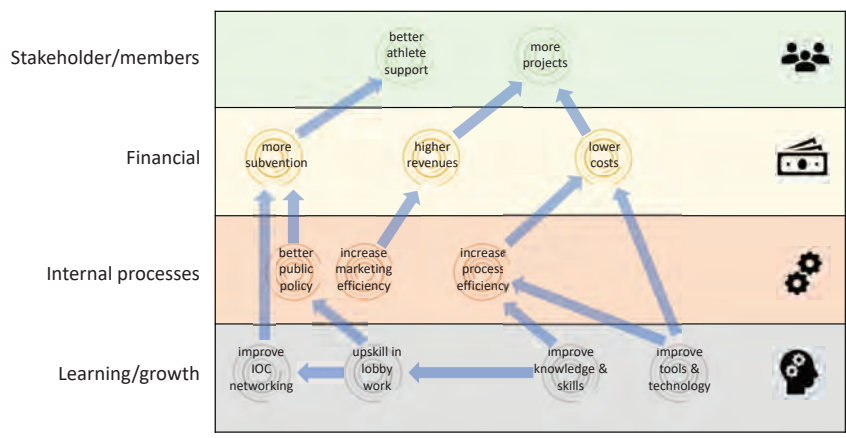 Stakeholder/members
better
athlete
support
more
projects
Financial
more
subvention
higher
revenues
lower
costs
Internal processes
better
public
policy
increase
marketing
efficiency
increase
process
efficiency
Learning/growth
improve
IOC
networking
upskill in
lobby
work
improve
knowledge &
skills
improve
tools &
technology